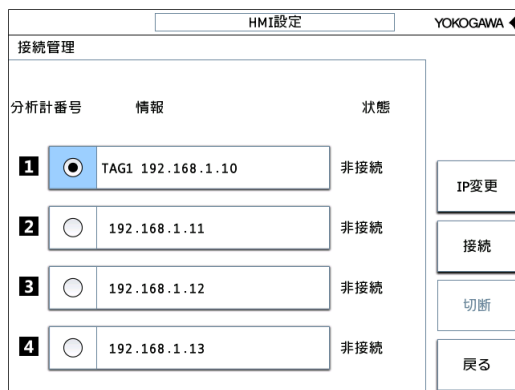 HMI設定
YOKOGAWA
接続管理
分析計番号 情報 状態
1 TAG1 192.168.1.10 非接続
2 192.168.1.11 非接続
3 192.168.1.12 非接続
4 192.168.1.13 非接続
IP変更
接続
切断
戻る